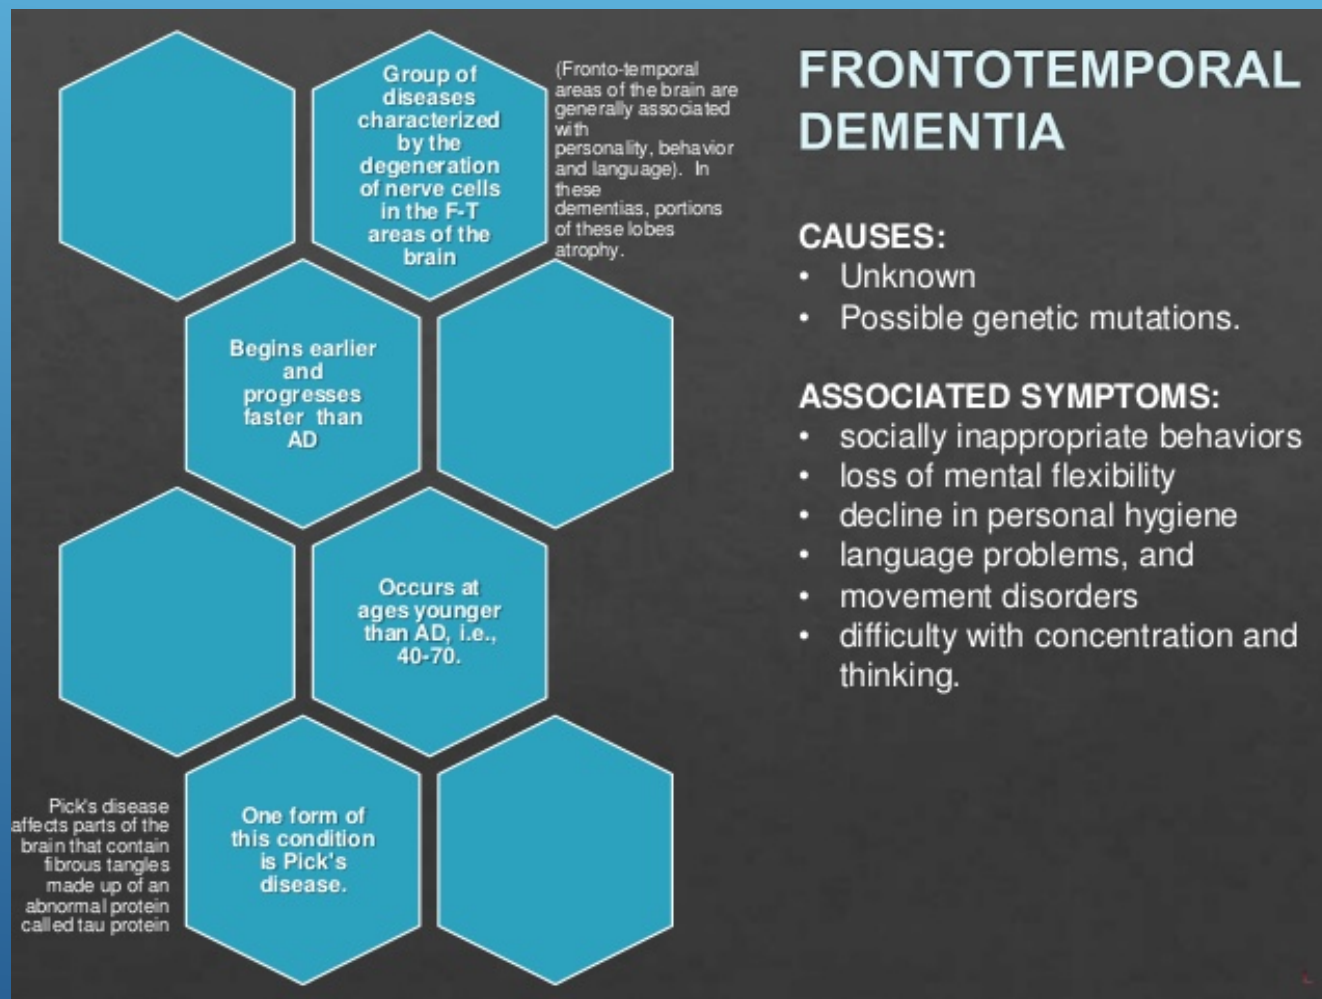 FRONTOTEMPORAL
DEMENTIA
Group of
diseases
characterized
by the
degeneration
of nerve cells
in the F-T
areas of the
brain
(Fronto-temporal
areas of the brain are
generally associated
with
personality, behavior
and language).  In
these
dementias, portions
of these lobes
atrophy.
Begins earlier
and
progresses
faster  than
AD
Occurs at
ages younger
than AD, i.e.,
40-70.
One form of
this condition
is Pick's
disease.
Pick's disease
affects parts of the
brain that contain
fibrous tangles
made up of an
abnormal protein
called tau protein
CAUSES:
• Unknown
• Possible genetic mutations.
ASSOCIATED SYMPTOMS:
• socially inappropriate behaviors
• loss of mental flexibility
• decline in personal hygiene
• language problems, and
• movement disorders
• difficulty with concentration and
thinking.